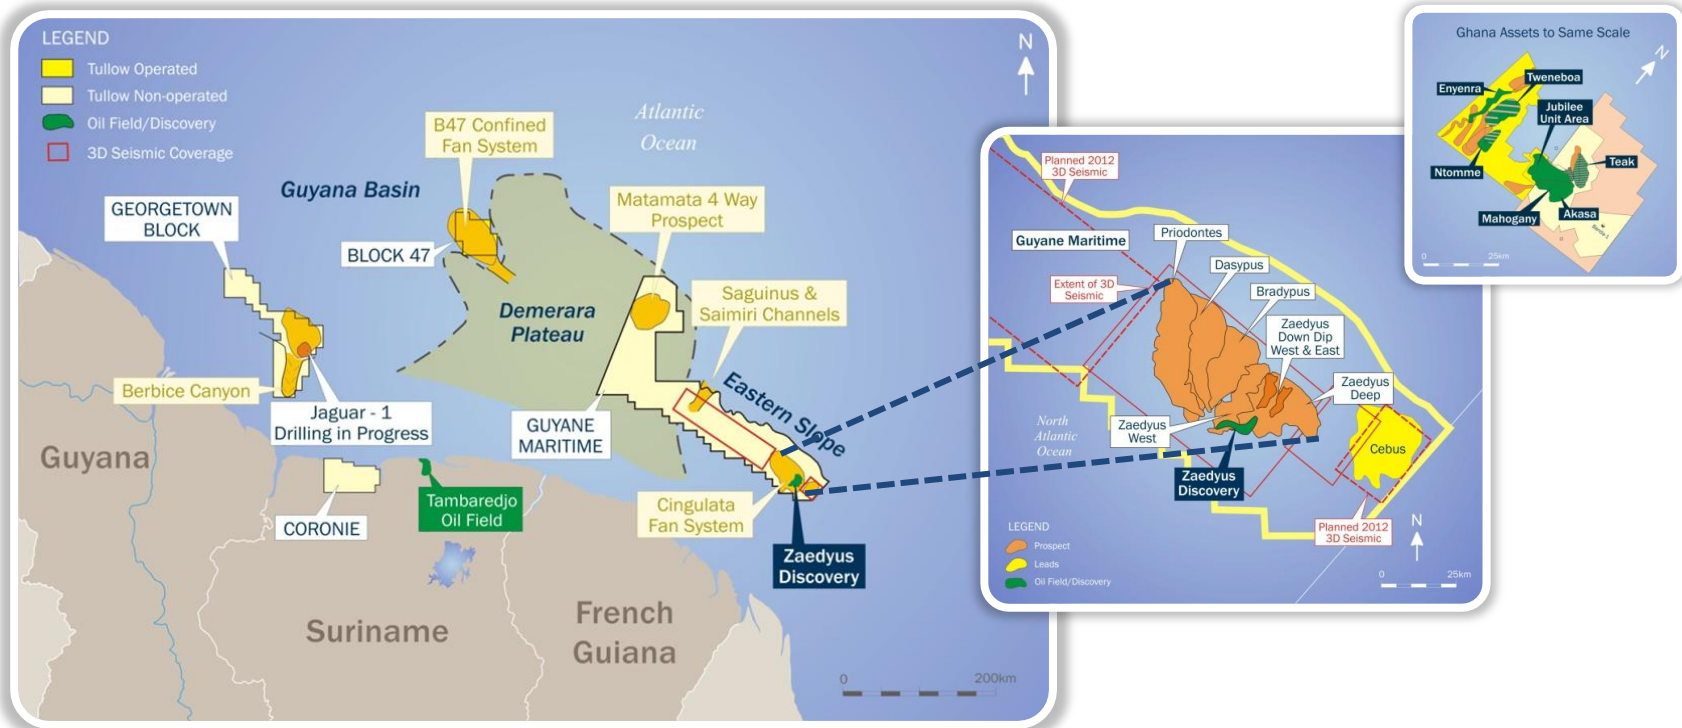 LEGEND
Tullow Operated
Tullow Non-operated
Oil Field/Discovery
3D Seismic Coverage
N
Atlantic
Ocean
B47 Confined
Fan System
Guyana Basin
GEORGETOWN
BLOCK
BLOCK 47
Matamata 4 Way
Prospect
Saguinus &
Saimiri Channels
Demerara
Plateau
Berbice Canyon
Jaguar - 1
Drilling in Progress
GUYANE
MARITIME
Eastern Slope
Guyana
CORONIE
Tambaredjo
Oil Field
Cingulata
Fan System
Zaedyus
Discovery
Suriname
French
Guiana
0
200km
Planned 2012
3D Seismic
Guyane Maritime
Priodontes
Extent of 3D
Seismic
Dasypus
Bradypus
Zaedyus
Down Dip
West & East
Zaedyus
Deep
North
Atlantic
Ocean
Zaedyus
West
Cebus
Zaedyus
Discovery
LEGEND
Prospect
Leads
Oil Field/Discovery
Planned 2012
3D Seismic
N
0
25km
Ghana Assets to Same Scale
N
Tweneboa
Enyenra
Jubilee
Unit Area
Teak
Ntomme
Mahogany
Akasa
0
25km